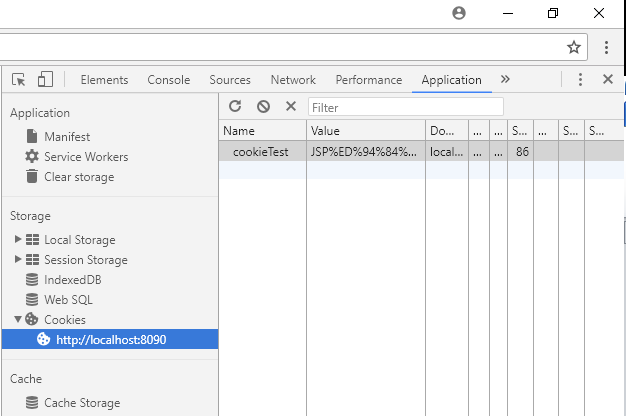 Elements Console Sources Network Performance Application »
Application
Manifest
Service Workers
Clear storage
Storage
Local Storage
Session Storage
IndexedDB
Web SQL
Cookies
http://localhost:8090
Cache
Cache Storage
Filter
Name Value Do... ... ... S... ... S... S...
cookieTest JSP%ED%94%84%... local... ... ... 86